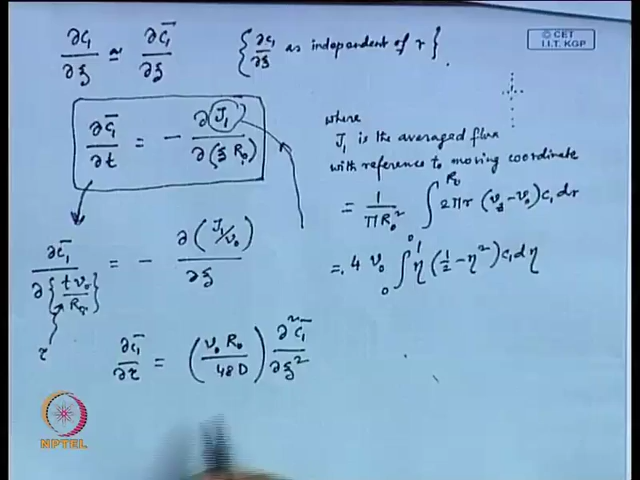 ∂c₁/∂ξ ≃ ∂c̄₁/∂ξ { ∂c₁/∂ξ as independent of r }.
© CET
I.I.T. KGP
∂c̄₁/∂t = − ∂J₁/∂(ξ R₀)
where
J₁ is the averaged flux
with reference to moving coordinate
= 1/(πR₀²) ∫₀^R₀ 2πr (v_z − v₀) c₁ dr
= 4 v₀ ∫₀¹ η (1/2 − η²) c₁ dη
∂c̄₁/∂{t v₀/R₀} = − ∂(J₁/v₀)/∂ξ
τ
∂c̄₁/∂τ = (v₀ R₀/48D) ∂²c̄₁/∂ξ²
NPTEL